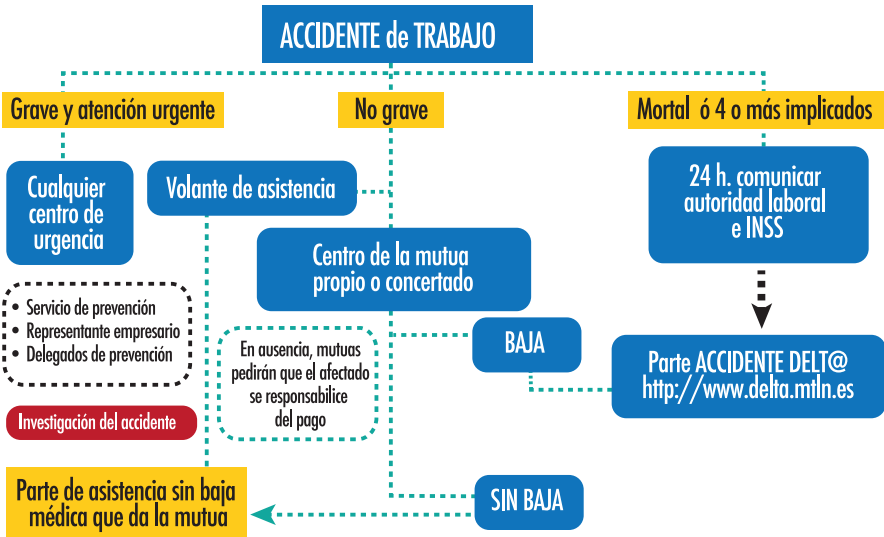 ACCIDENTE de TRABAJO
Grave y atención urgente
No grave
Mortal ó 4 o más implicados
Cualquier
centro de
urgencia
Volante de asistencia
24 h. comunicar
autoridad laboral
e INSS
Centro de la mutua
propio o concertado
• Servicio de prevención
• Representante empresario
• Delegados de prevención
En ausencia, mutuas
pedirán que el afectado
se responsabilice
del pago
BAJA
Parte ACCIDENTE DELT@
http://www.delta.mtln.es
Investigación del accidente
Parte de asistencia sin baja
médica que da la mutua
SIN BAJA